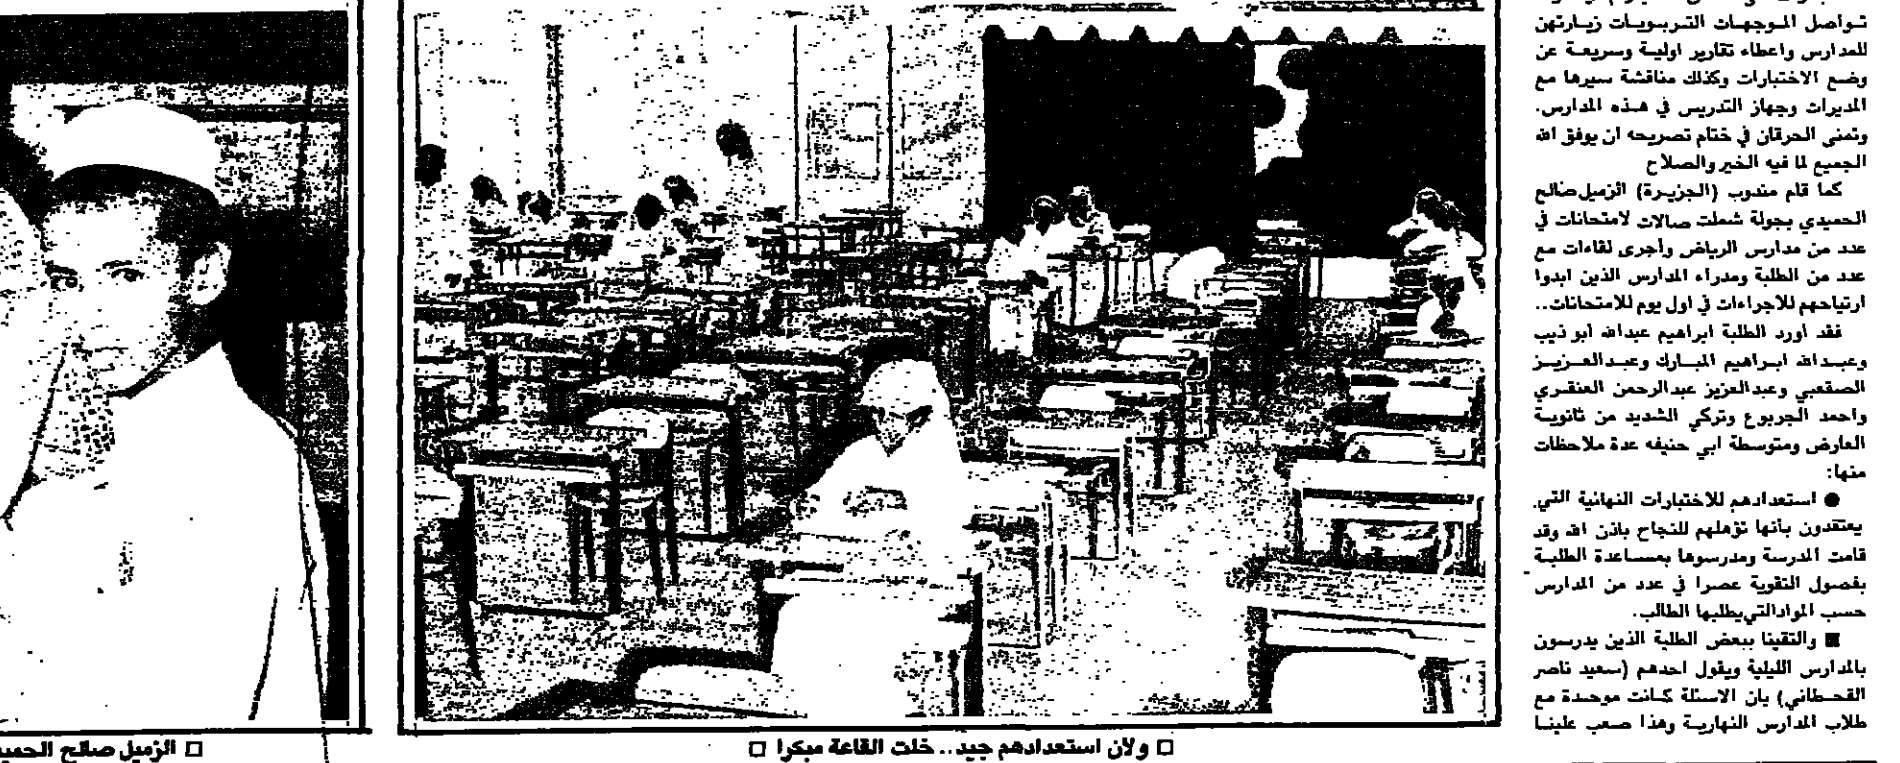 تواصل الموجهات التربويات زيارتهن
للمدارس واعطاء تقارير اولية وسريعة عن
وضع الاختبارات وكذلك مناقشة سيرها مع
المديرات وجهاز التدريس في هذه المدارس.
وتمنى الحرقان في ختام تصريحه ان يوفق الله
الجميع لما فيه الخير والصلاح
كما قام مندوب (الجزيرة) الزميل صالح
الحميدي بجولة شملت صالات لامتحانات في
عدد من مدارس الرياض وأجرى لقاءات مع
عدد من الطلبة ومدراء المدارس الذين ابدوا
ارتياحهم للاجراءات في اول يوم للامتحانات..
فقد أورد الطلبة ابراهيم عبدالله ابو ذيب
وعبدالله ابراهيم المبارك وعبدالعزيز
الصقعبي وعبدالعزيز عبدالرحمن العنقري
واحمد الجربوع وتركي الشديد من ثانوية
العارض ومتوسطة ابي حنيفه عدة ملاحظات
منها:
● استعدادهم للاختبارات النهائية التي
يعتقدون بأنها تؤهلهم للنجاح باذن الله وقد
قامت المدرسة ومدرسوها بمساعدة الطلبة
بفصول التقوية عصرا في عدد من المدارس
حسب المواد التي يطلبها الطالب.
■ والتقينا ببعض الطلبة الذين يدرسون
بالمدارس الليلية ويقول احدهم (سعيد ناصر
القحطاني) بان الاسئلة كانت موحدة مع
طلاب المدارس النهارية وهذا صعب علينا
□ ولان استعدادهم جيد.. خلت القاعة مبكرا □
□ الزميل صالح